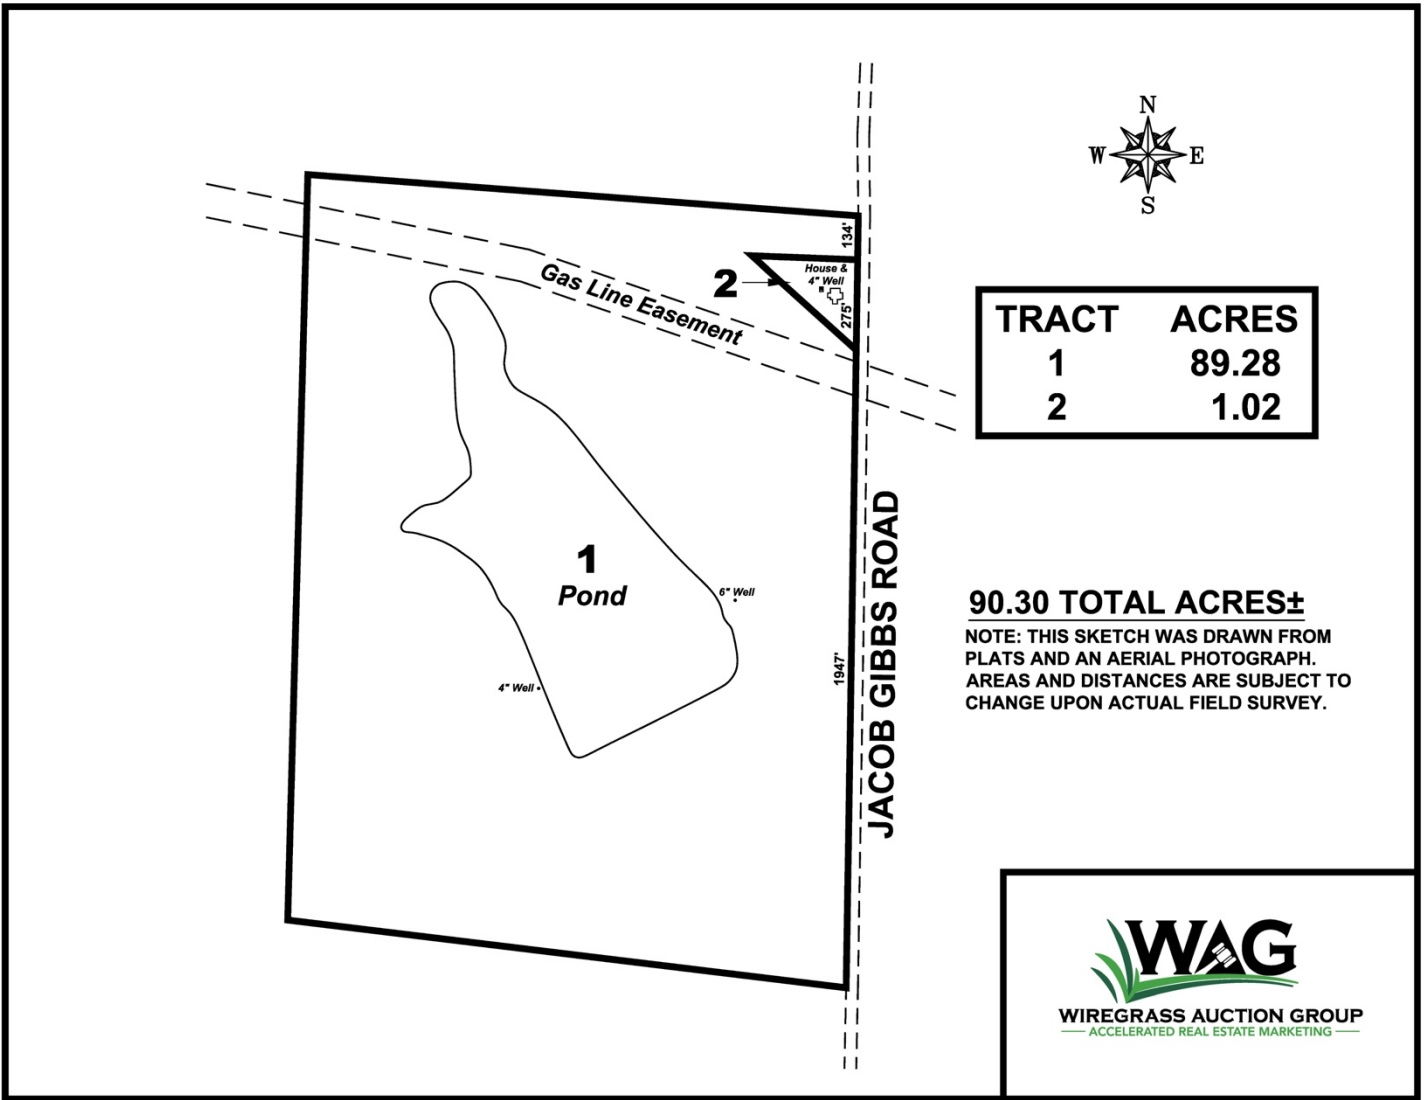 N
W E
S
134'
House &
4" Well
2
275'
Gas Line Easement
TRACT ACRES
1 89.28
2 1.02
JACOB GIBBS ROAD
1
Pond
6" Well
4" Well
1947'
90.30 TOTAL ACRES±
NOTE: THIS SKETCH WAS DRAWN FROM
PLATS AND AN AERIAL PHOTOGRAPH.
AREAS AND DISTANCES ARE SUBJECT TO
CHANGE UPON ACTUAL FIELD SURVEY.
WAG
WIREGRASS AUCTION GROUP
ACCELERATED REAL ESTATE MARKETING